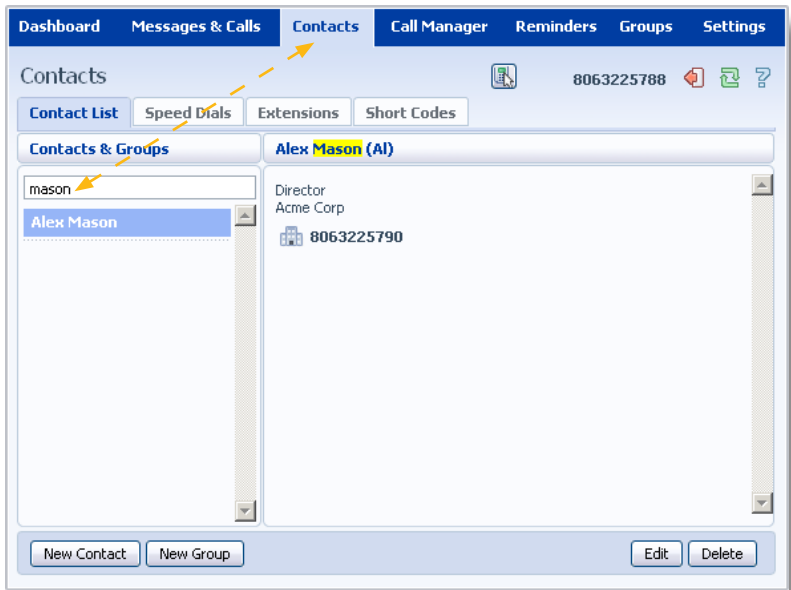 Dashboard Messages & Calls Contacts Call Manager Reminders Groups Settings
Contacts 8063225788
Contact List Speed Dials Extensions Short Codes
Contacts & Groups
mason
Alex Mason
Alex Mason (Al)
Director
Acme Corp
8063225790
New Contact New Group Edit Delete